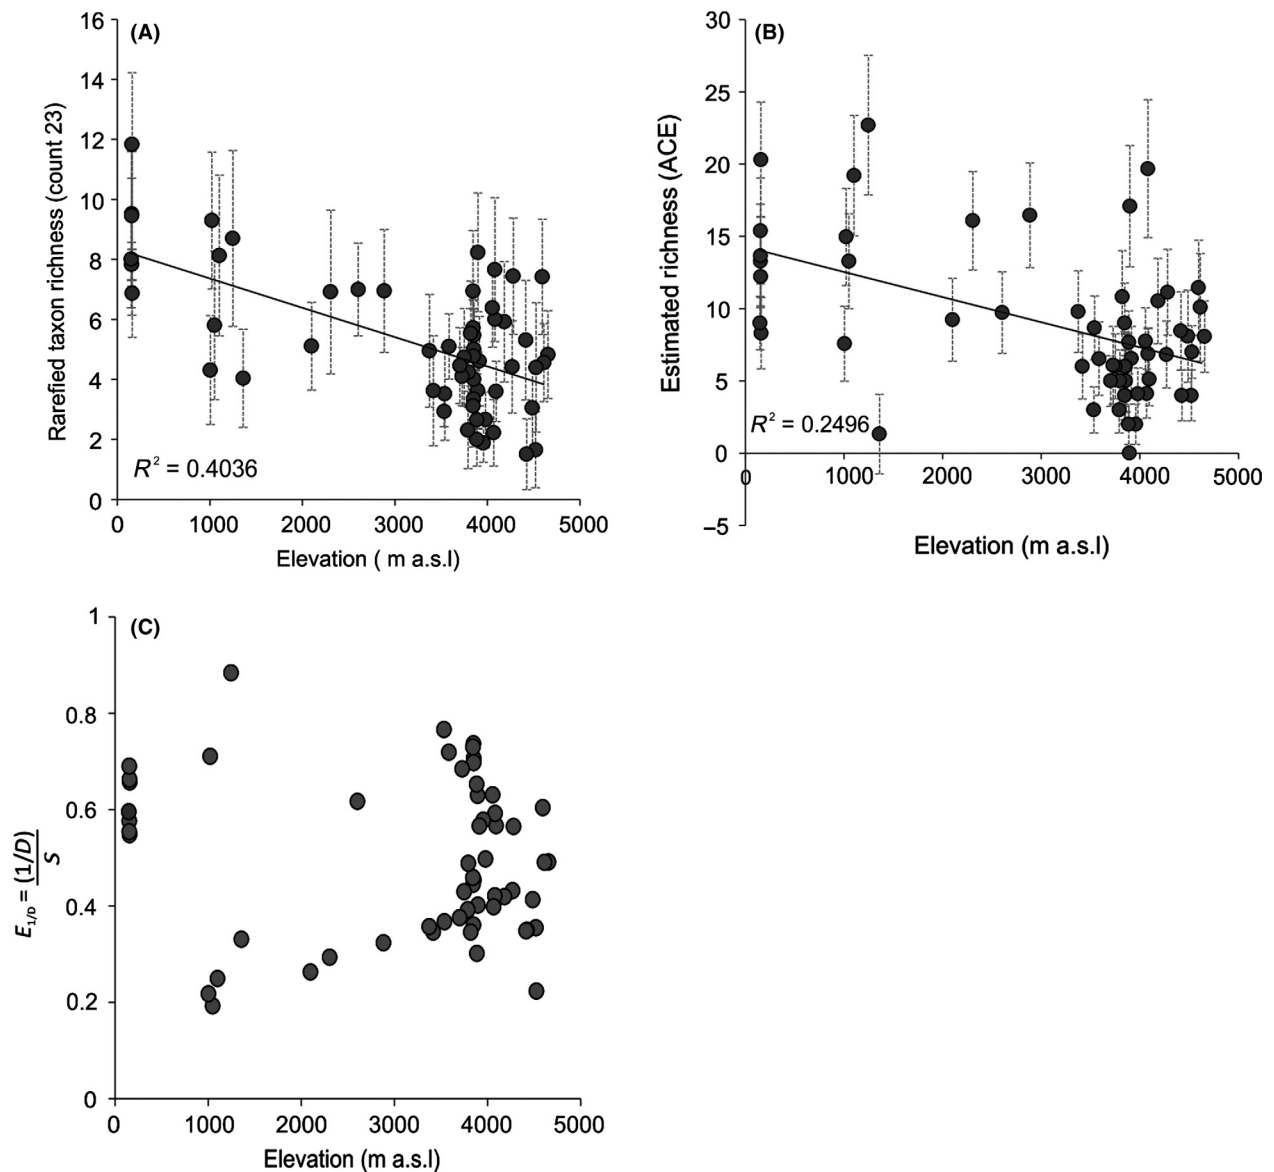 (A)
16
14
12
10
8
6
4
2
0
Rarefied taxon richness (count 23)
R² = 0.4036
0 1000 2000 3000 4000 5000
Elevation ( m a.s.l)
(B)
30
25
20
15
10
5
0
−5
Estimated richness (ACE)
R² = 0.2496
0 1000 2000 3000 4000 5000
Elevation (m a.s.l)
(C)
1
0.8
0.6
0.4
0.2
0
E1/D = (1/D)
S
0 1000 2000 3000 4000 5000
Elevation (m a.s.l)